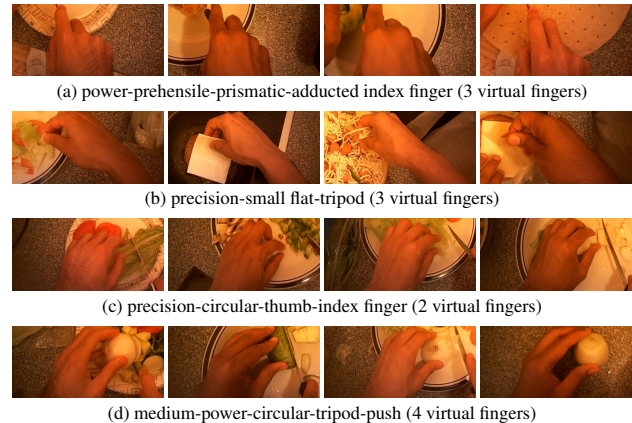 (a) power-prehensile-prismatic-adducted index finger (3 virtual fingers)
(b) precision-small flat-tripod (3 virtual fingers)
(c) precision-circular-thumb-index finger (2 virtual fingers)
(d) medium-power-circular-tripod-push (4 virtual fingers)